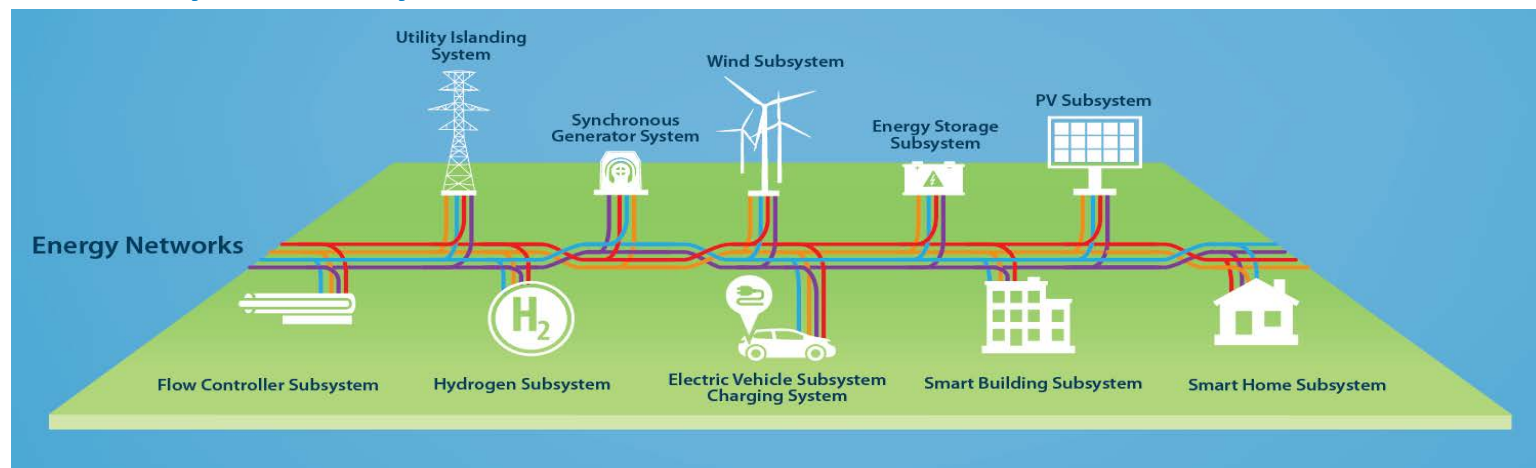 Utility Islanding
System
Wind Subsystem
Synchronous
Generator System
Energy Storage
Subsystem
PV Subsystem
Energy Networks
H2
Flow Controller Subsystem
Hydrogen Subsystem
Electric Vehicle Subsystem
Charging System
Smart Building Subsystem
Smart Home Subsystem